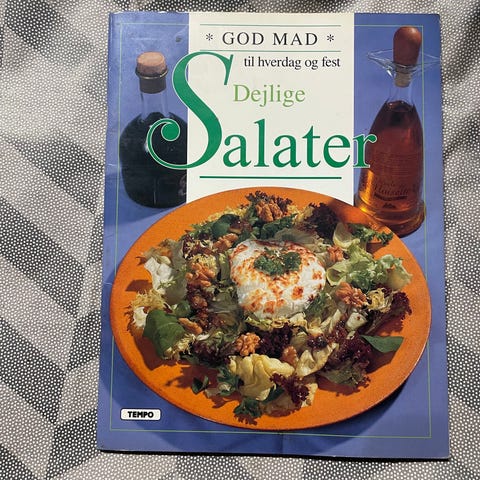 * GOD MAD *
til hverdag og fest
Dejlige
Salater
TEMPO